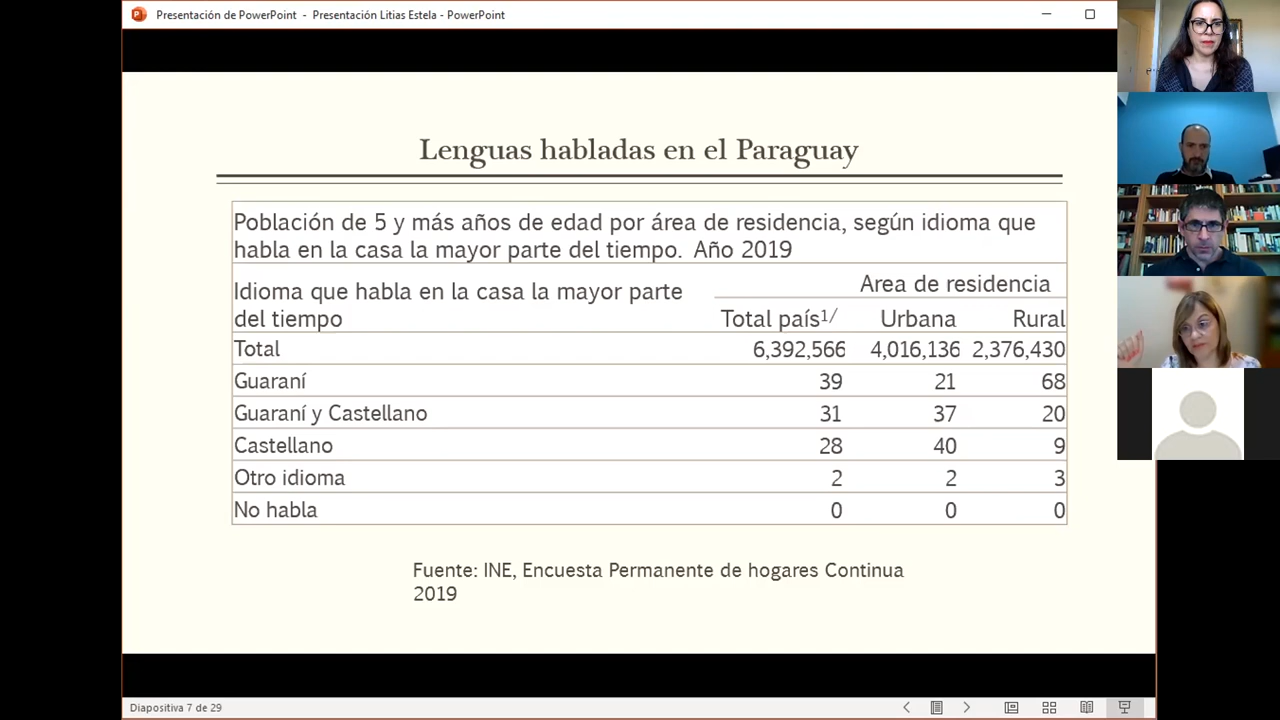 Presentación de PowerPoint - Presentación Litias Estela - PowerPoint
Lenguas habladas en el Paraguay
Población de 5 y más años de edad por área de residencia, según idioma que
habla en la casa la mayor parte del tiempo. Año 2019
Idioma que habla en la casa la mayor parte
del tiempo
Area de residencia
Total país1/ Urbana Rural
Total 6,392,566 4,016,136 2,376,430
Guaraní 39 21 68
Guaraní y Castellano 31 37 20
Castellano 28 40 9
Otro idioma 2 2 3
No habla 0 0 0
Fuente: INE, Encuesta Permanente de hogares Continua
2019
Diapositiva 7 de 29